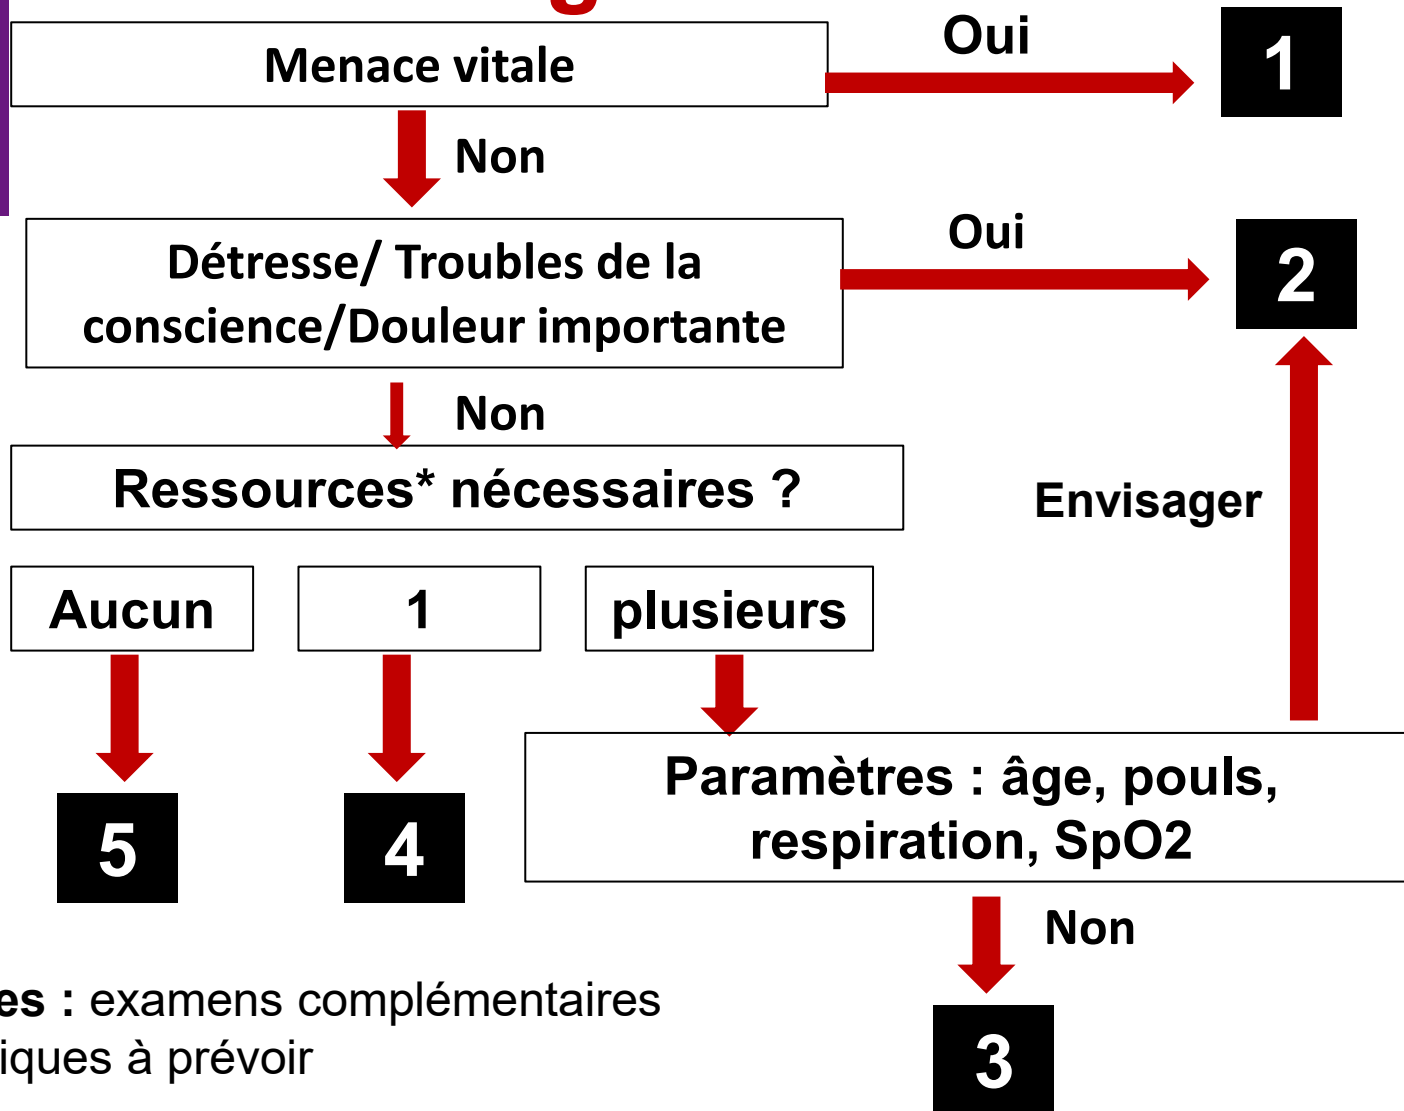 Menace vitale
Oui
1
Non
Détresse/ Troubles de la
conscience/Douleur importante
Oui
2
Non
Ressources* nécessaires ?
Envisager
Aucun
1
plusieurs
Paramètres : âge, pouls,
respiration, SpO2
5
4
Non
es : examens complémentaires
iques à prévoir
3